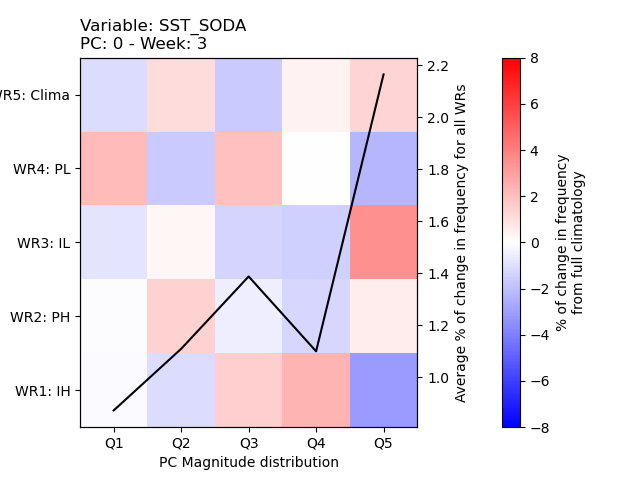 Variable: SST_SODA
PC: 0 - Week: 3
R5: Clima
WR4: PL
WR3: IL
WR2: PH
WR1: IH
Q1 Q2 Q3 Q4 Q5
PC Magnitude distribution
2.2
2.0
1.8
1.6
1.4
1.2
1.0
Average % of change in frequency for all WRs
8
6
4
2
0
−2
−4
−6
−8
% of change in frequency
from full climatology